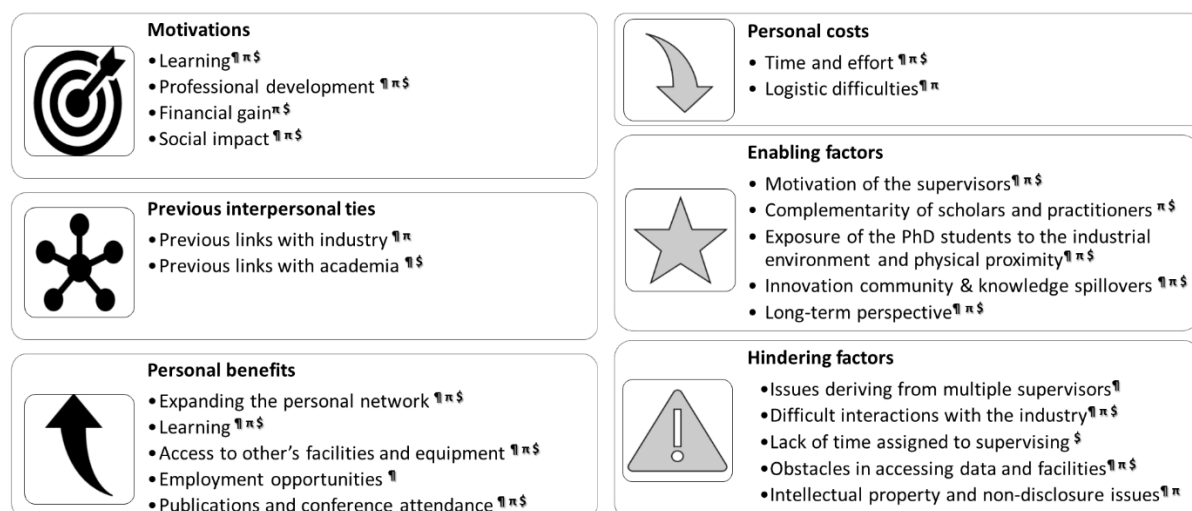 Motivations
•Learning¶ π $
•Professional development ¶ π $
•Financial gainπ $
•Social impact ¶ π $
Previous interpersonal ties
•Previous links with industry ¶ π
•Previous links with academia ¶ $
Personal benefits
•Expanding the personal network ¶ π $
•Learning ¶ π $
•Access to other's facilities and equipment ¶ π $
•Employment opportunities ¶
•Publications and conference attendance ¶ π $
Personal costs
• Time and effort ¶ π $
• Logistic difficulties¶ π
Enabling factors
• Motivation of the supervisors¶ π $
• Complementarity of scholars and practitioners π $
• Exposure of the PhD students to the industrial
environment and physical proximity¶ π $
• Innovation community & knowledge spillovers ¶ π $
• Long-term perspective¶ π $
Hindering factors
•Issues deriving from multiple supervisors¶
•Difficult interactions with the industry¶ π $
•Lack of time assigned to supervising $
•Obstacles in accessing data and facilities¶ π $
•Intellectual property and non-disclosure issues¶ π